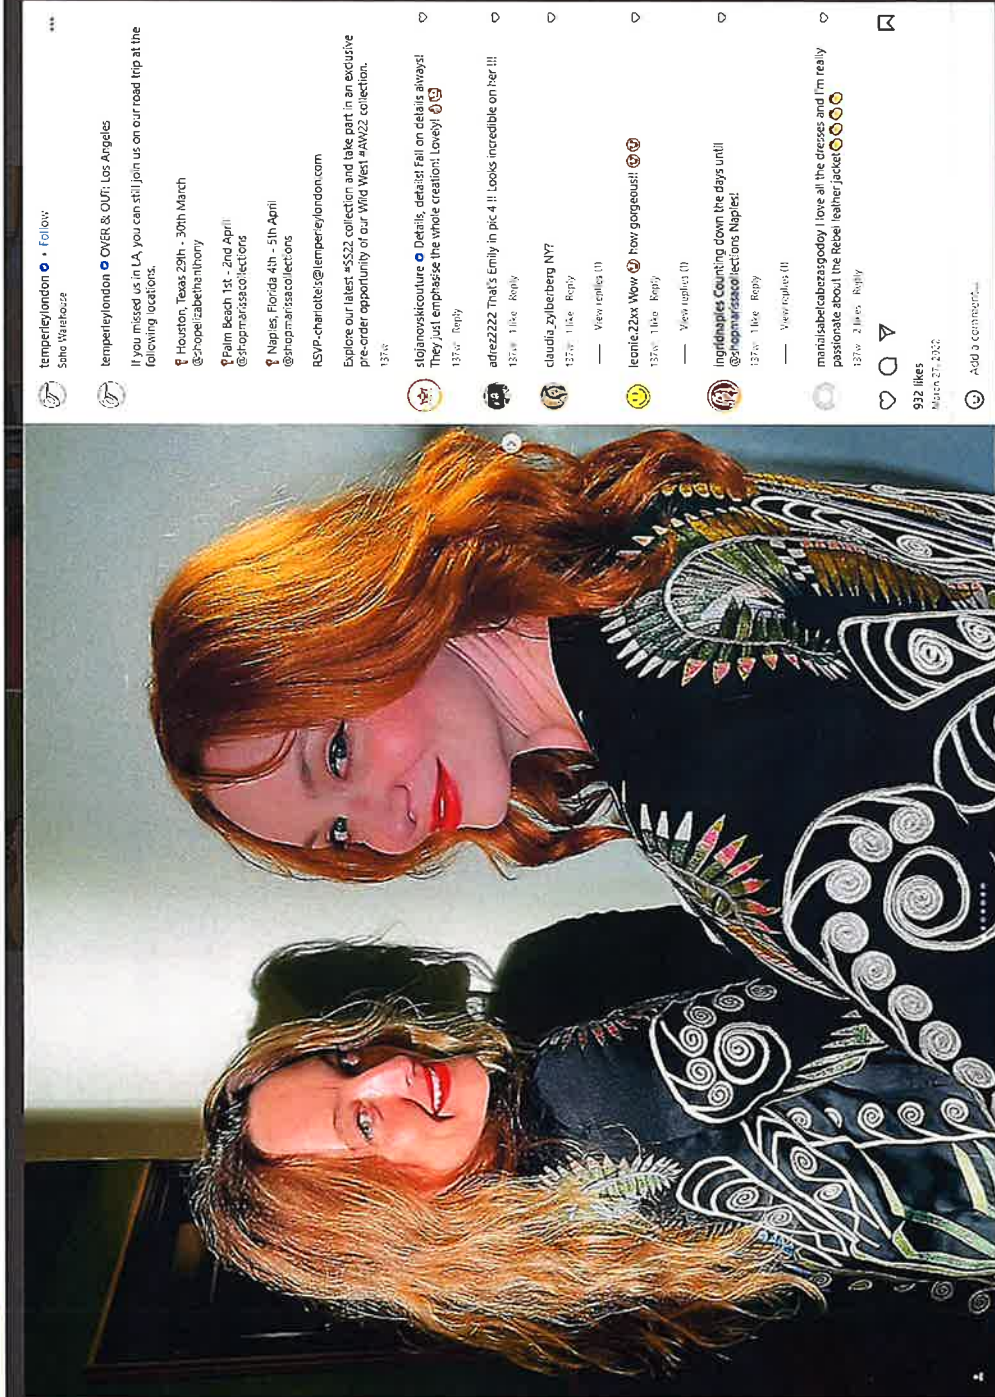 temperleylondon • Follow
Soho Warehouse
temperleylondon OVER & OUT: Los Angeles
If you missed us in LA, you can still join us on our road trip at the
following locations.
📍 Houston, Texas 29th - 30th March
@shopelizabethanthony
📍Palm Beach 1st - 2nd April
@shopmarissacollections
📍 Naples, Florida 4th - 5th April
@shopmarissacollections
RSVP-charlottels@temperleylondon.com
Explore our latest #SS22 collection and take part in an exclusive
pre-order opportunity of our Wild West #AW22 collection.
137w
stojanovskicouture Details, details! Fall on details always!
They just emphasise the whole creation! Lovely!
137w Reply
adrez2222 That's Emily in pic 4 !! Looks incredible on her !!!
137w 1 like Reply
claudia_zylberberg NY?
137w 1 like Reply
View replies (1)
leonie.22xx Wow how gorgeous!!
137w 1 like Reply
View replies (1)
ingridnaples Counting down the days until
@shopmarissacollections Naples!
137w 1 like Reply
View replies (1)
mariaisabelcabezasgodoy I love all the dresses and I'm really
passionate about the Rebel leather jacket
137w 2 likes Reply
932 likes
March 27, 2022
Add a comment...